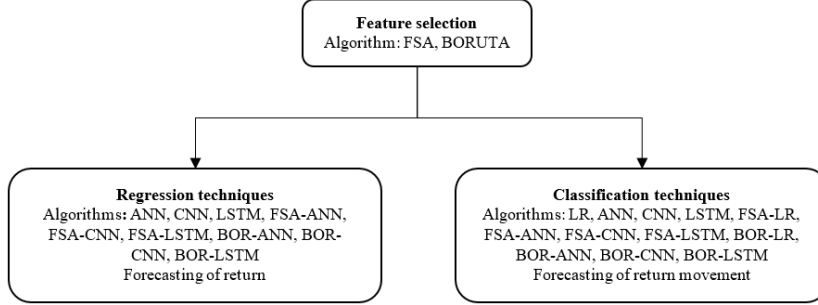 Feature selection
Algorithm: FSA, BORUTA
Regression techniques
Algorithms: ANN, CNN, LSTM, FSA-ANN,
FSA-CNN, FSA-LSTM, BOR-ANN, BOR-
CNN, BOR-LSTM
Forecasting of return
Classification techniques
Algorithms: LR, ANN, CNN, LSTM, FSA-LR,
FSA-ANN, FSA-CNN, FSA-LSTM, BOR-LR,
BOR-ANN, BOR-CNN, BOR-LSTM
Forecasting of return movement